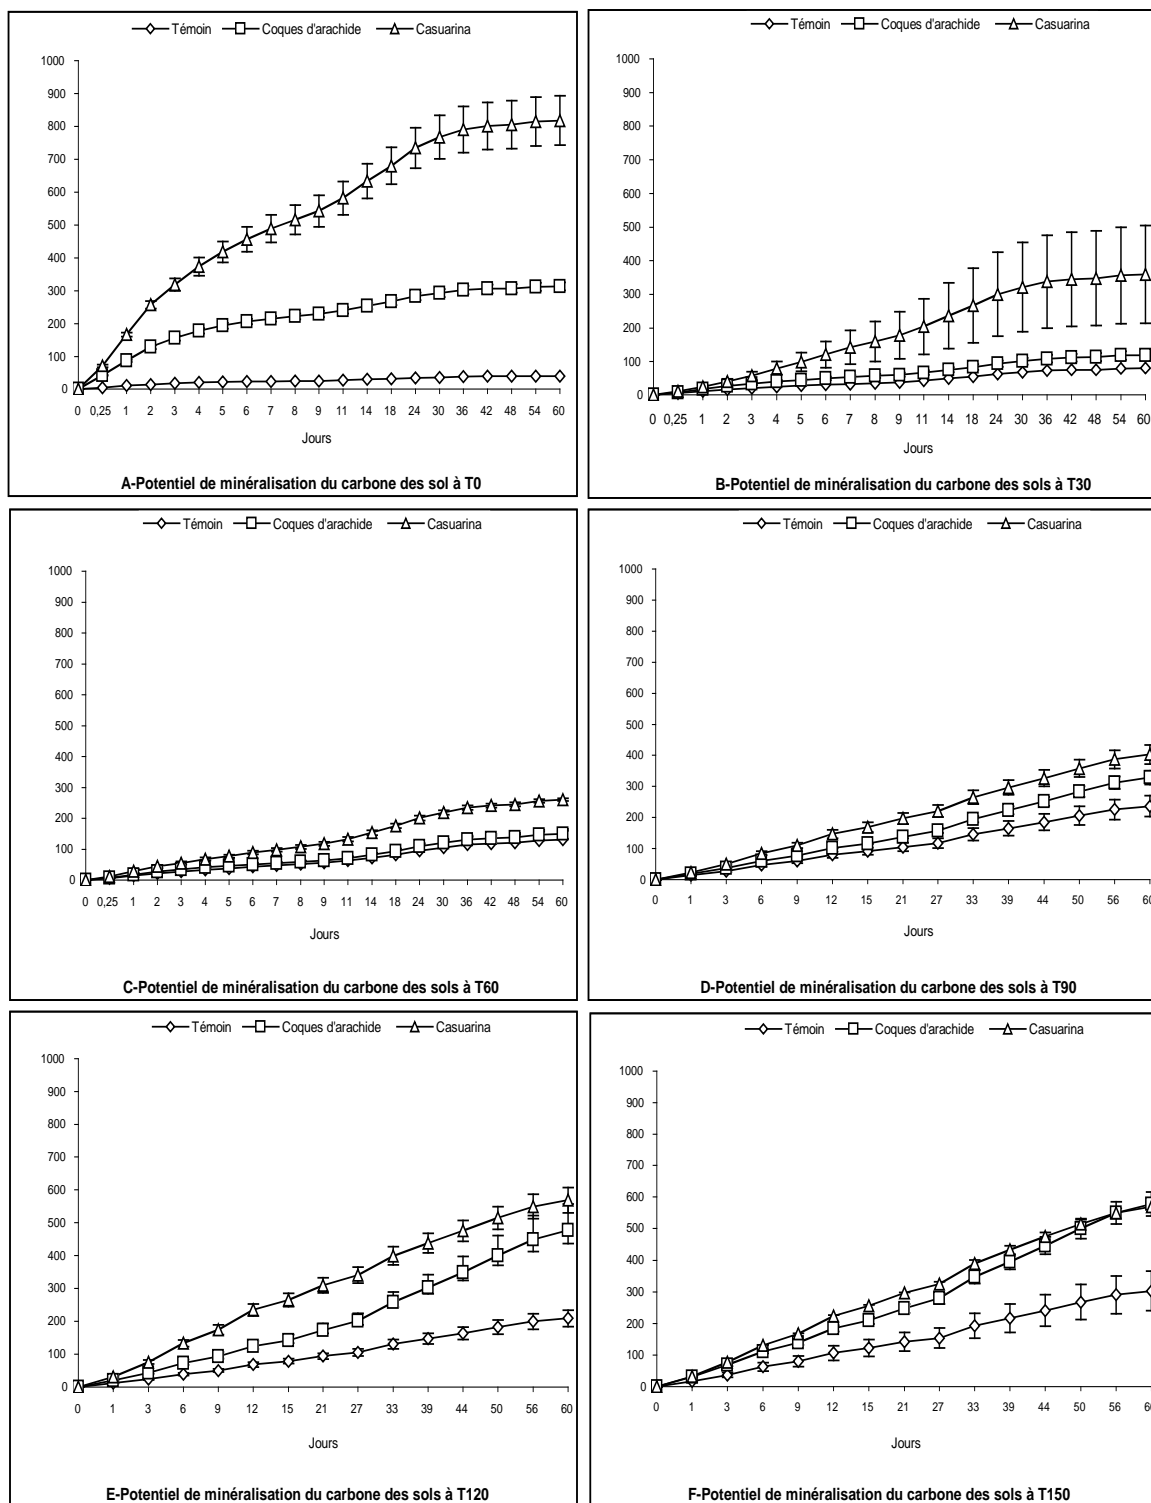 Témoin Coques d'arachide Casuarina
1000
900
800
700
600
500
400
300
200
100
0
0 0,25 1 2 3 4 5 6 7 8 9 11 14 18 24 30 36 42 48 54 60
Jours
A-Potentiel de minéralisation du carbone des sol à T0
Témoin Coques d'arachide Casuarina
1000
900
800
700
600
500
400
300
200
100
0
0 0,25 1 2 3 4 5 6 7 8 9 11 14 18 24 30 36 42 48 54 60
Jours
B-Potentiel de minéralisation du carbone des sols à T30
Témoin Coques d'arachide Casuarina
1000
900
800
700
600
500
400
300
200
100
0
0 0,25 1 2 3 4 5 6 7 8 9 11 14 18 24 30 36 42 48 54 60
Jours
C-Potentiel de minéralisation du carbone des sols à T60
Témoin Coques d'arachide Casuarina
1000
900
800
700
600
500
400
300
200
100
0
0 1 3 6 9 12 15 21 27 33 39 44 50 56 60
Jours
D-Potentiel de minéralisation du carbone des sols à T90
Témoin Coques d'arachide Casuarina
1000
900
800
700
600
500
400
300
200
100
0
0 1 3 6 9 12 15 21 27 33 39 44 50 56 60
Jours
E-Potentiel de minéralisation du carbone des sols à T120
Témoin Coques d'arachide Casuarina
1000
900
800
700
600
500
400
300
200
100
0
0 1 3 6 9 12 15 21 27 33 39 44 50 56 60
Jours
F-Potentiel de minéralisation du carbone des sols à T150